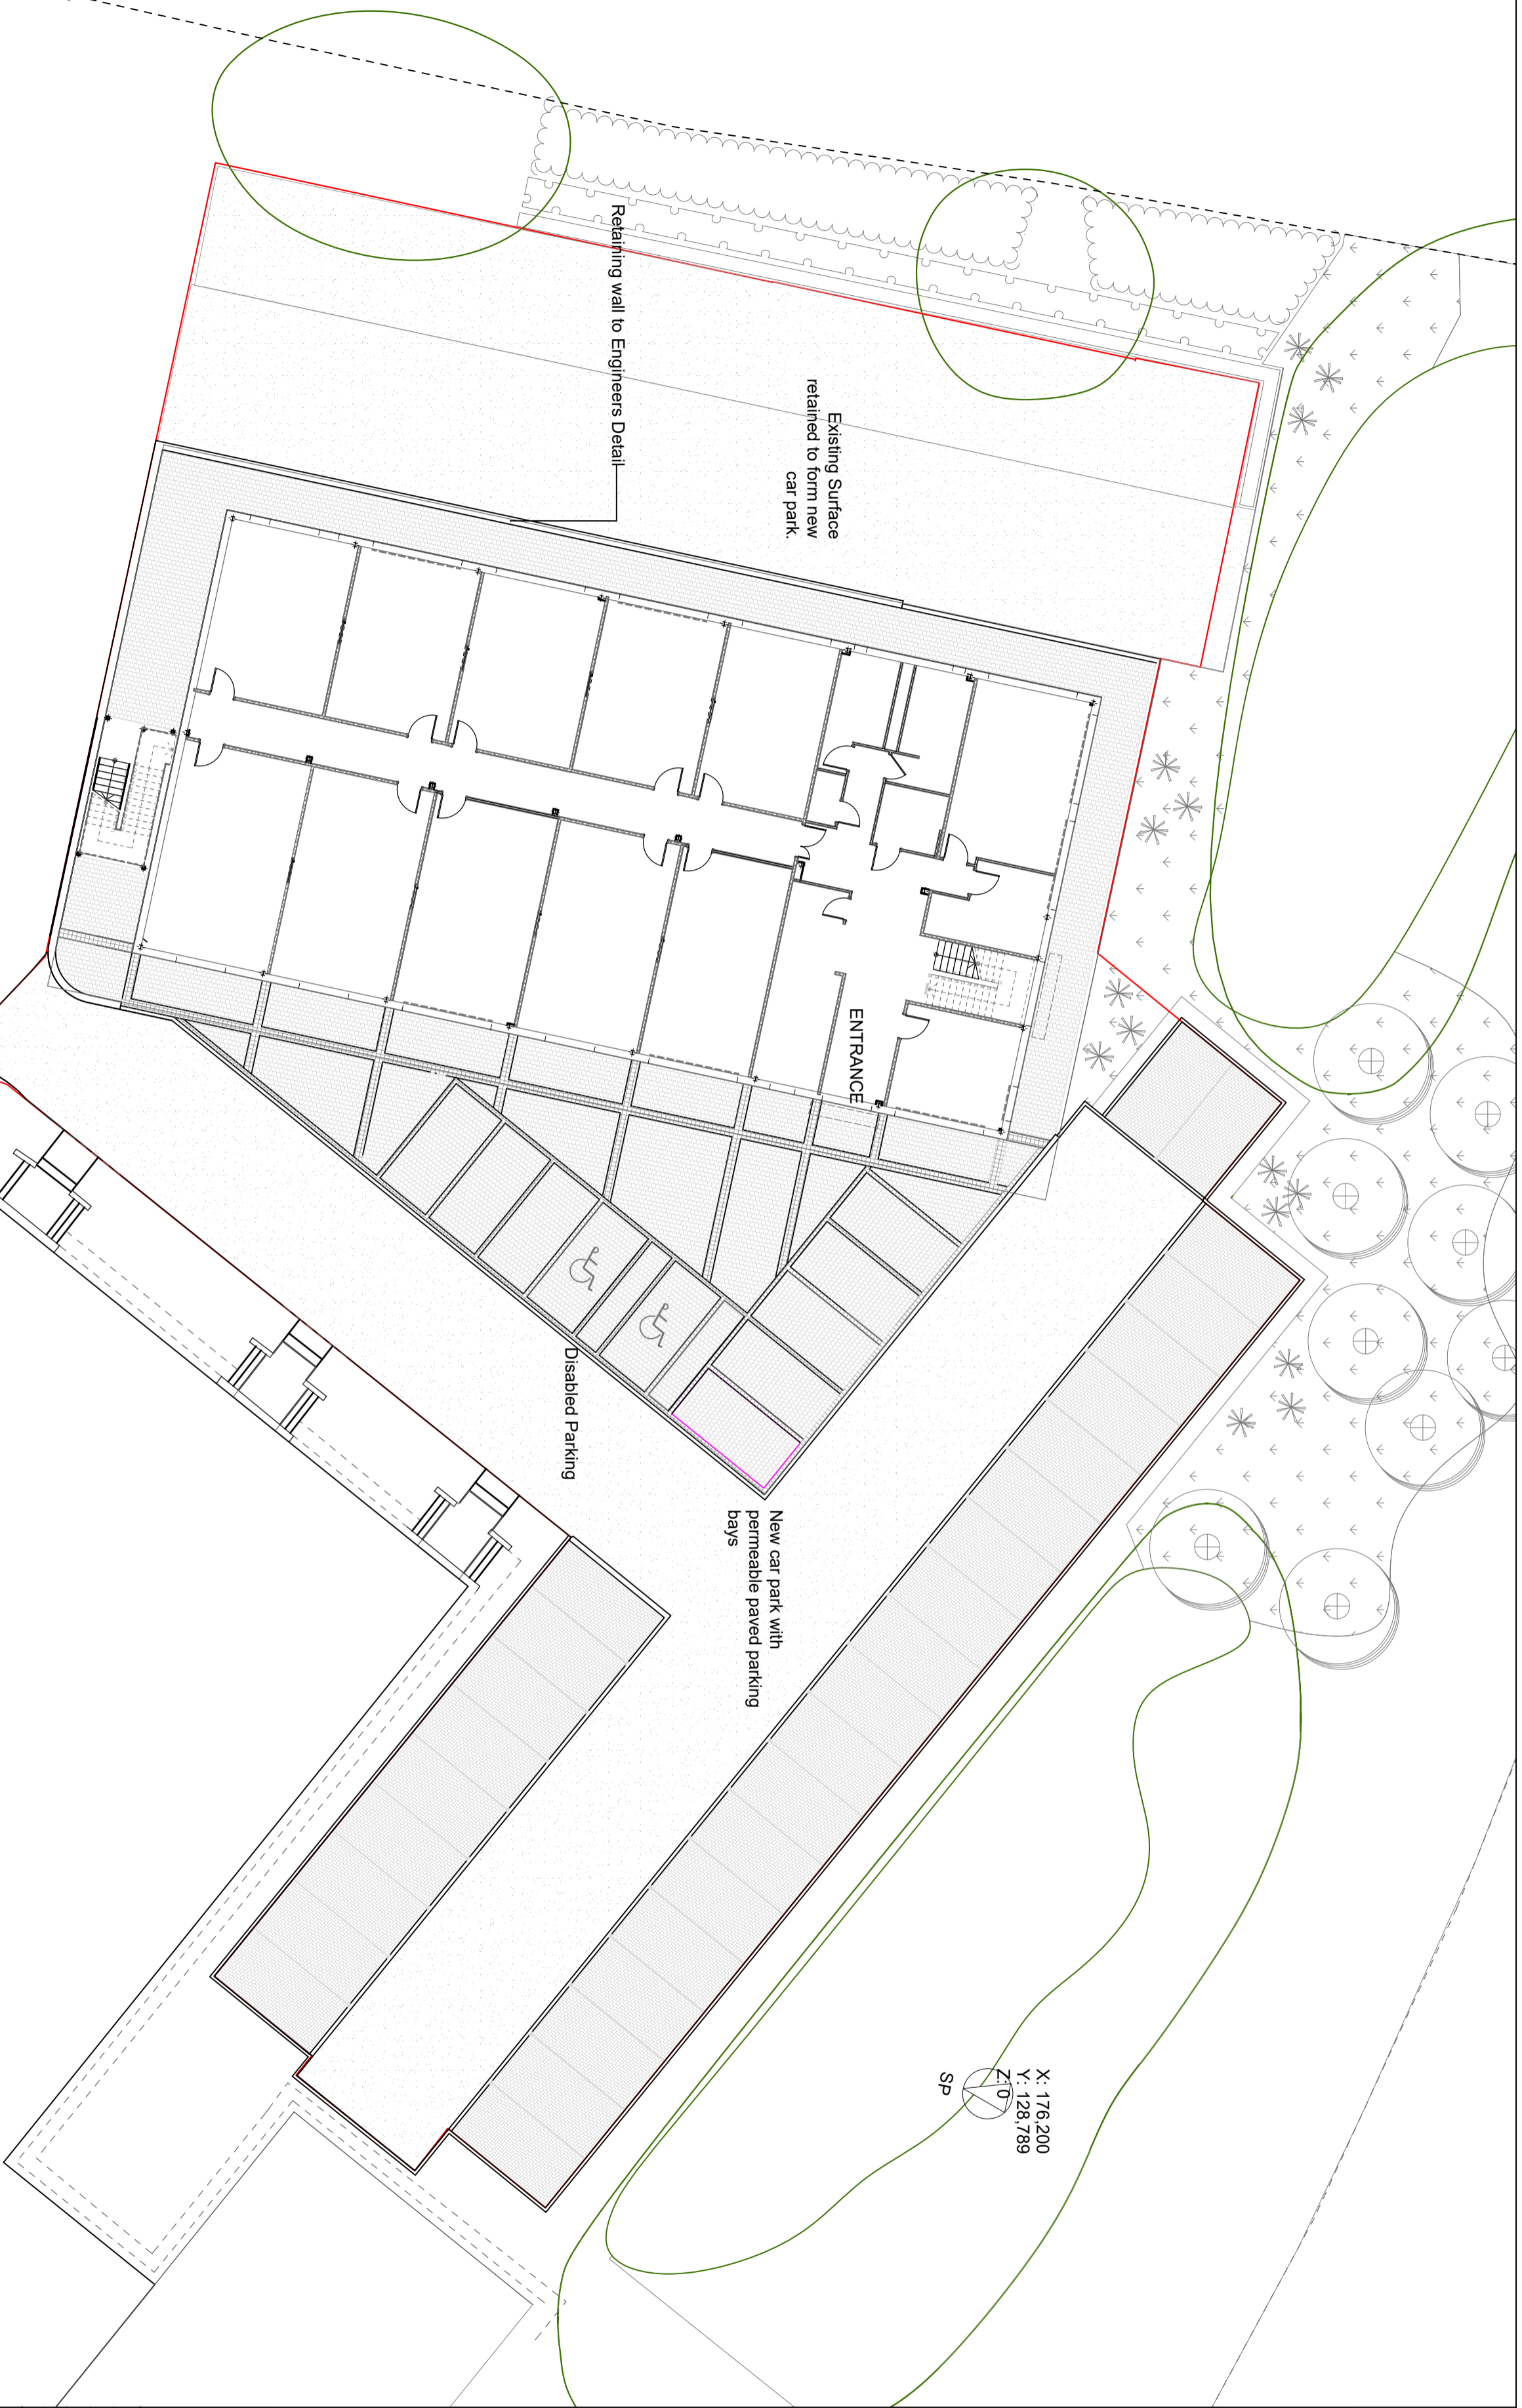 Retaining wall to Engineers Detail
Existing Surface
retained to form new
car park.
ENTRANCE
Disabled Parking
New car park with
permeable paved parking
bays
X: 176,200
Y: 128,789
Z: 0
SP